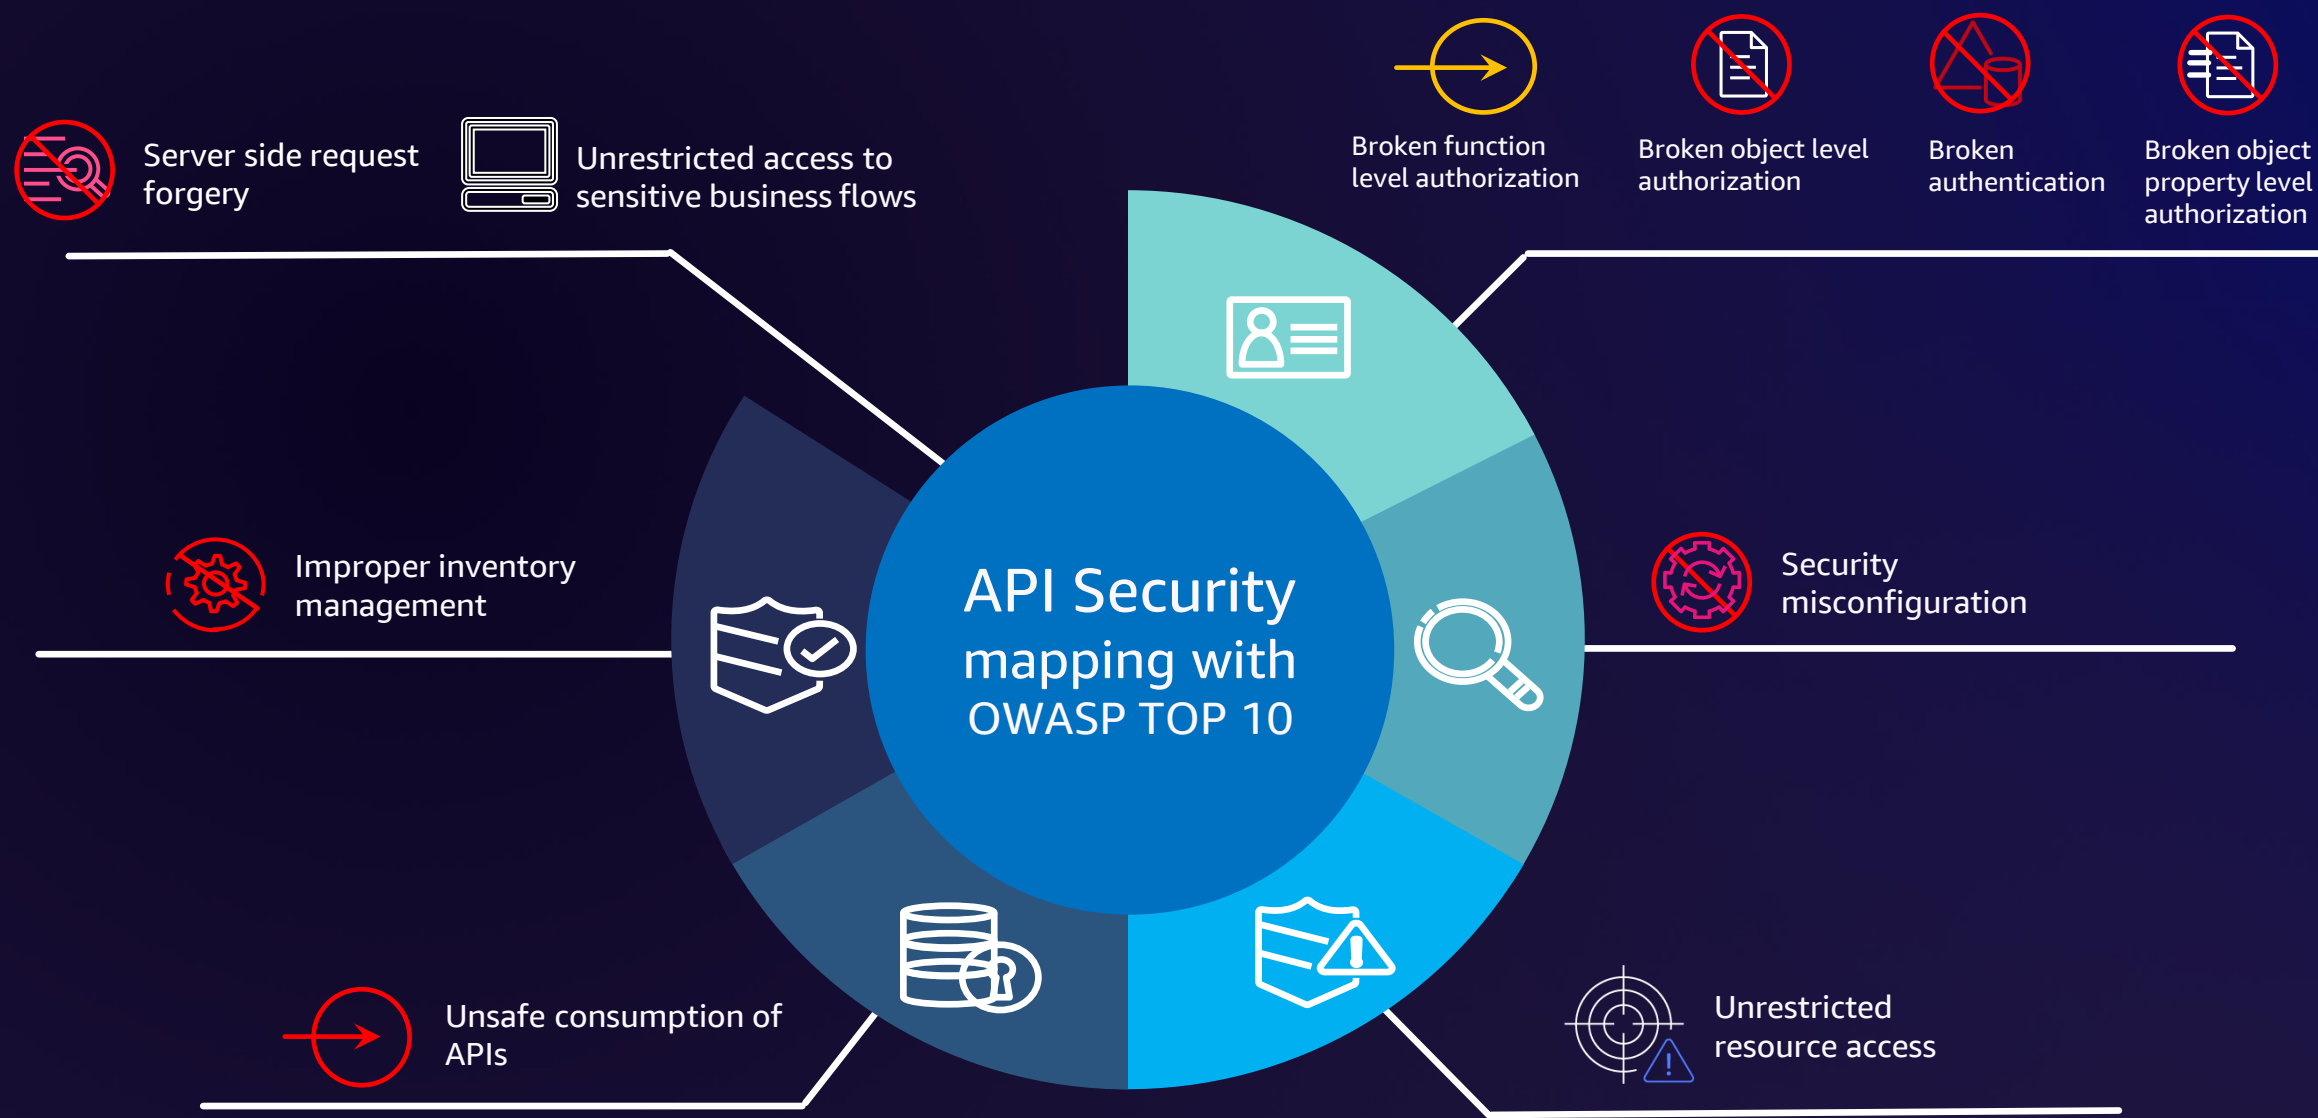 Server side request
forgery
Unrestricted access to
sensitive business flows
Broken function
level authorization
Broken object level
authorization
Broken
authentication
Broken object
property level
authorization
Improper inventory
management
API Security
mapping with
OWASP TOP 10
Security
misconfiguration
Unsafe consumption of
APIs
Unrestricted
resource access